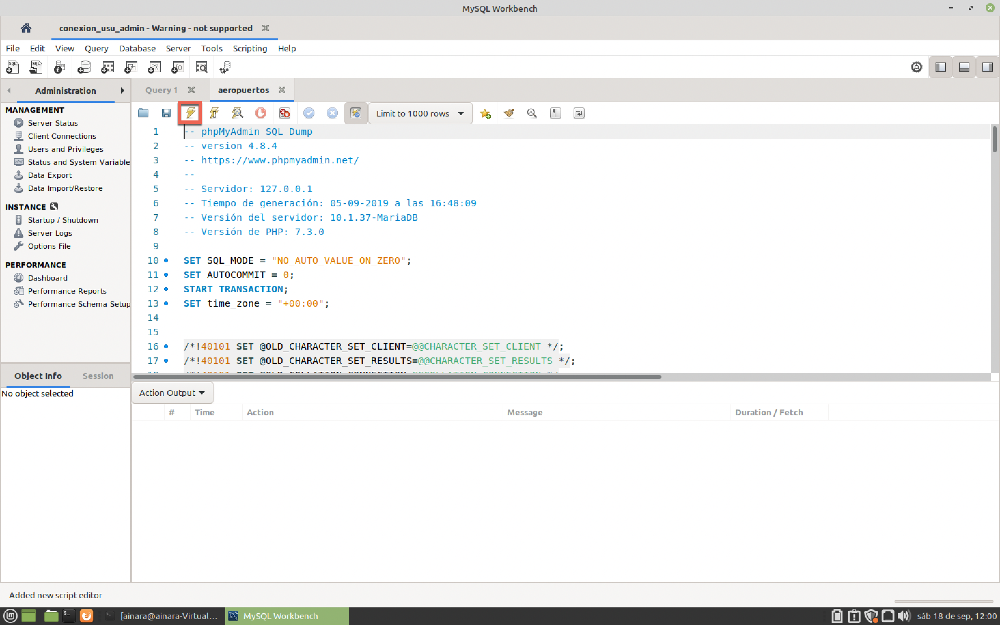 MySQL Workbench
conexion_usu_admin - Warning - not supported
File Edit View Query Database Server Tools Scripting Help
Administration
Query 1 aeropuertos
Limit to 1000 rows
MANAGEMENT
Server Status
Client Connections
Users and Privileges
Status and System Variable
Data Export
Data Import/Restore
INSTANCE
Startup / Shutdown
Server Logs
Options File
PERFORMANCE
Dashboard
Performance Reports
Performance Schema Setup
1 -- phpMyAdmin SQL Dump
2 -- version 4.8.4
3 -- https://www.phpmyadmin.net/
4 --
5 -- Servidor: 127.0.0.1
6 -- Tiempo de generación: 05-09-2019 a las 16:48:09
7 -- Versión del servidor: 10.1.37-MariaDB
8 -- Versión de PHP: 7.3.0
9
10 SET SQL_MODE = "NO_AUTO_VALUE_ON_ZERO";
11 SET AUTOCOMMIT = 0;
12 START TRANSACTION;
13 SET time_zone = "+00:00";
14
15
16 /*!40101 SET @OLD_CHARACTER_SET_CLIENT=@@CHARACTER_SET_CLIENT */;
17 /*!40101 SET @OLD_CHARACTER_SET_RESULTS=@@CHARACTER_SET_RESULTS */;
Object Info Session
No object selected
Action Output
# Time Action Message Duration / Fetch
Added new script editor
[ainara@ainara-Virtual... MySQL Workbench sáb 18 de sep, 12:00